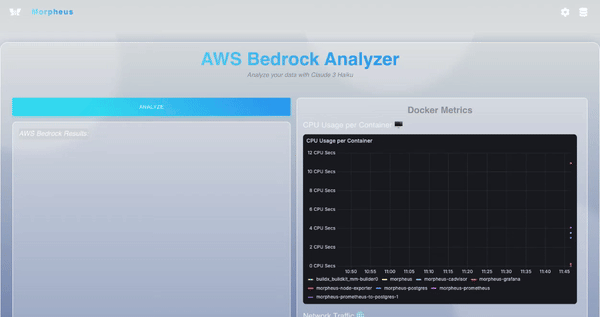 Morpheus
AWS Bedrock Analyzer
Analyze your data with Claude 3 Haiku
ANALYZE
AWS Bedrock Results
Docker Metrics
CPU Usage per Container
CPU Usage per Container
12 CPU Secs
10 CPU Secs
8 CPU Secs
6 CPU Secs
4 CPU Secs
2 CPU Secs
0 CPU Secs
10:50 10:55 11:00 11:05 11:10 11:15 11:20 11:25 11:30 11:35 11:40 11:45
buildx_buildkit_mm-builder0 morpheus morpheus-cadvisor morpheus-grafana
morpheus-node-exporter morpheus-postgres morpheus-prometheus
morpheus-prometheus-to-postgres-1
Network Traffic